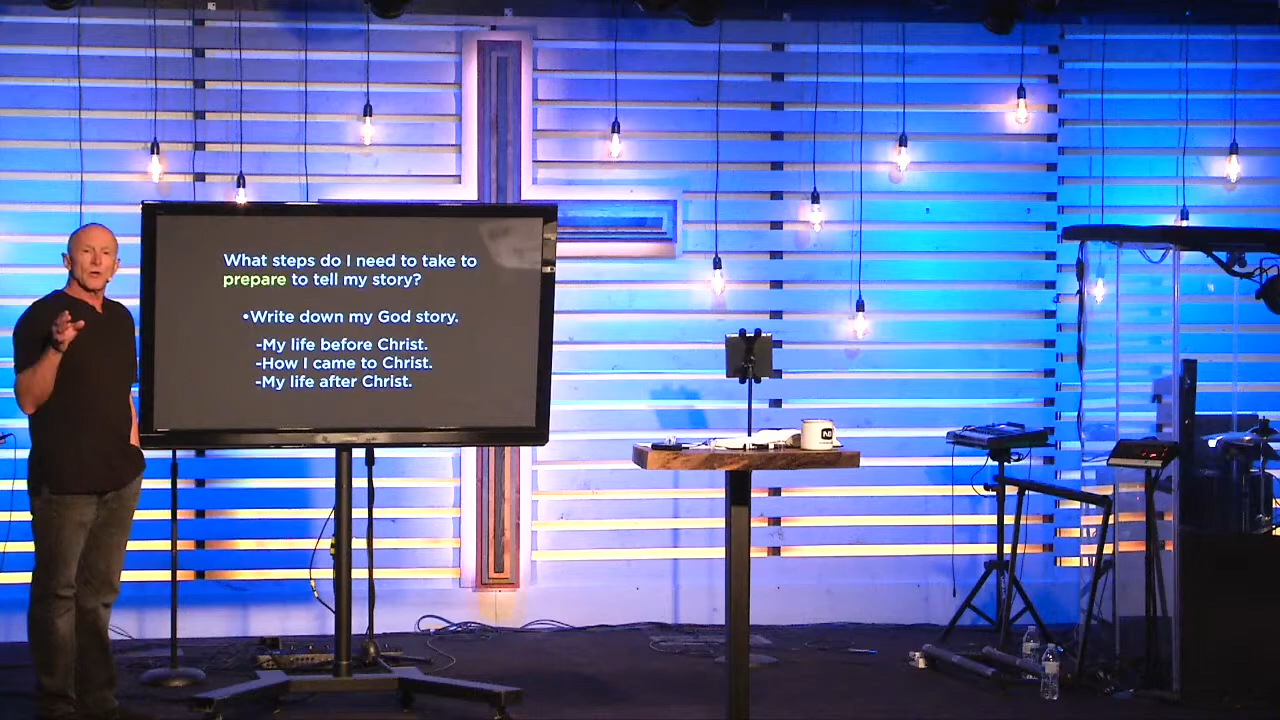 What steps do I need to take to
prepare to tell my story?
•Write down my God story.
-My life before Christ.
-How I came to Christ.
-My life after Christ.